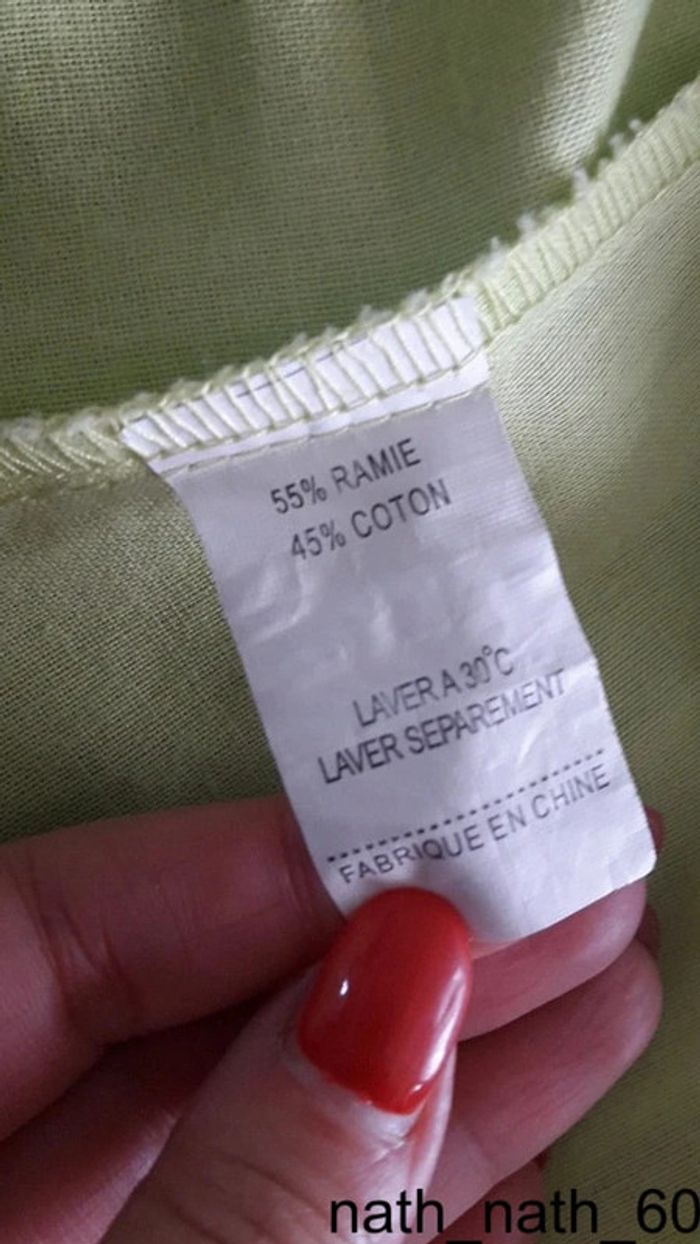 55% RAMIE
45% COTON
LAVER A 30°C
LAVER SEPAREMENT
FABRIQUE EN CHINE
nath_nath_60